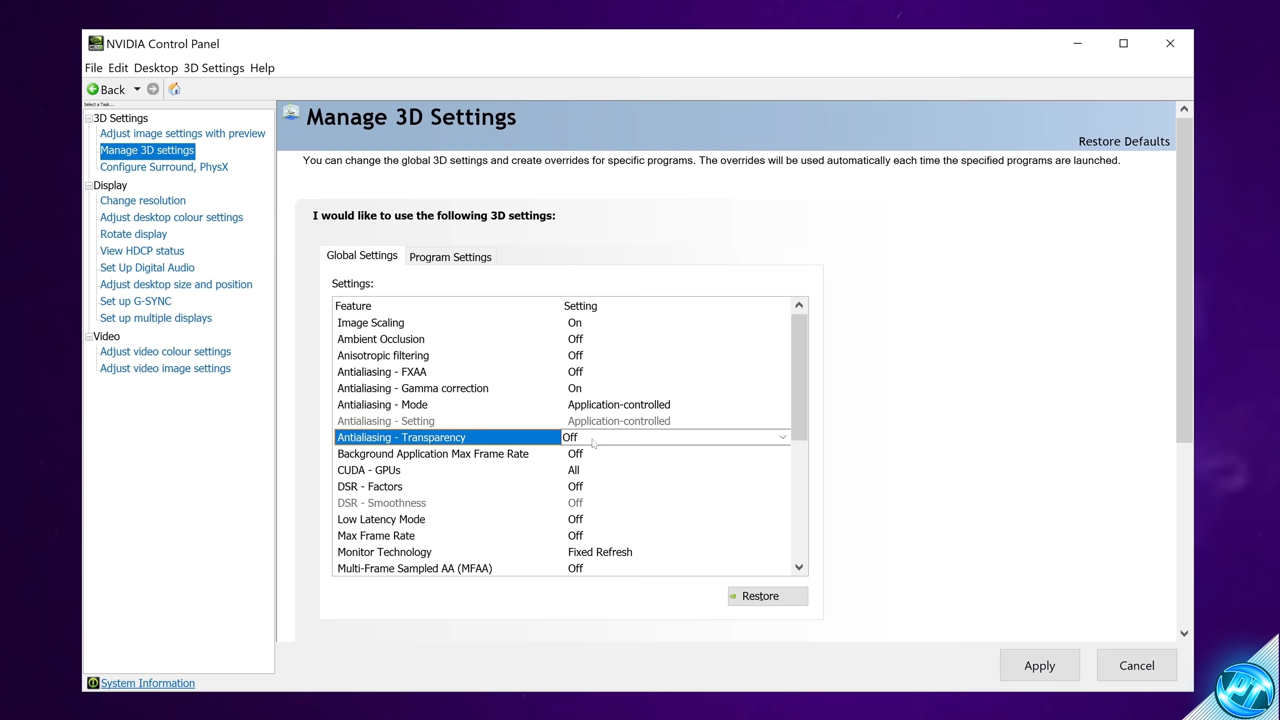 NVIDIA Control Panel
File Edit Desktop 3D Settings Help
Back
Select a Task...
3D Settings
Adjust image settings with preview
Manage 3D settings
Configure Surround, PhysX
Display
Change resolution
Adjust desktop colour settings
Rotate display
View HDCP status
Set Up Digital Audio
Adjust desktop size and position
Set up G-SYNC
Set up multiple displays
Video
Adjust video colour settings
Adjust video image settings
System Information
Manage 3D Settings
Restore Defaults
You can change the global 3D settings and create overrides for specific programs. The overrides will be used automatically each time the specified programs are launched.
I would like to use the following 3D settings:
Global Settings Program Settings
Settings:
Feature Setting
Image Scaling On
Ambient Occlusion Off
Anisotropic filtering Off
Antialiasing - FXAA Off
Antialiasing - Gamma correction On
Antialiasing - Mode Application-controlled
Antialiasing - Setting Application-controlled
Antialiasing - Transparency Off
Background Application Max Frame Rate Off
CUDA - GPUs All
DSR - Factors Off
DSR - Smoothness Off
Low Latency Mode Off
Max Frame Rate Off
Monitor Technology Fixed Refresh
Multi-Frame Sampled AA (MFAA) Off
Restore
Apply Cancel
PT